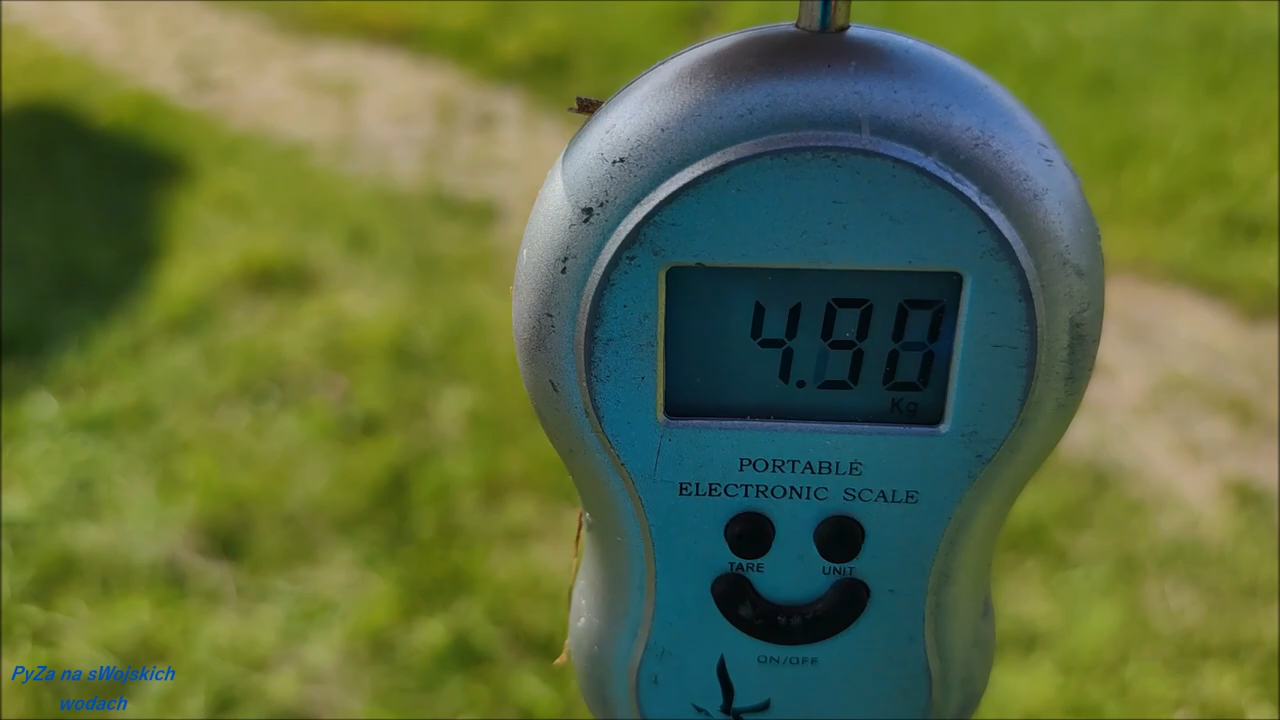 4.98
Kg
PORTABLE
ELECTRONIC SCALE
TARE UNIT
ON/OFF
PyZa na sWojskich
wodach